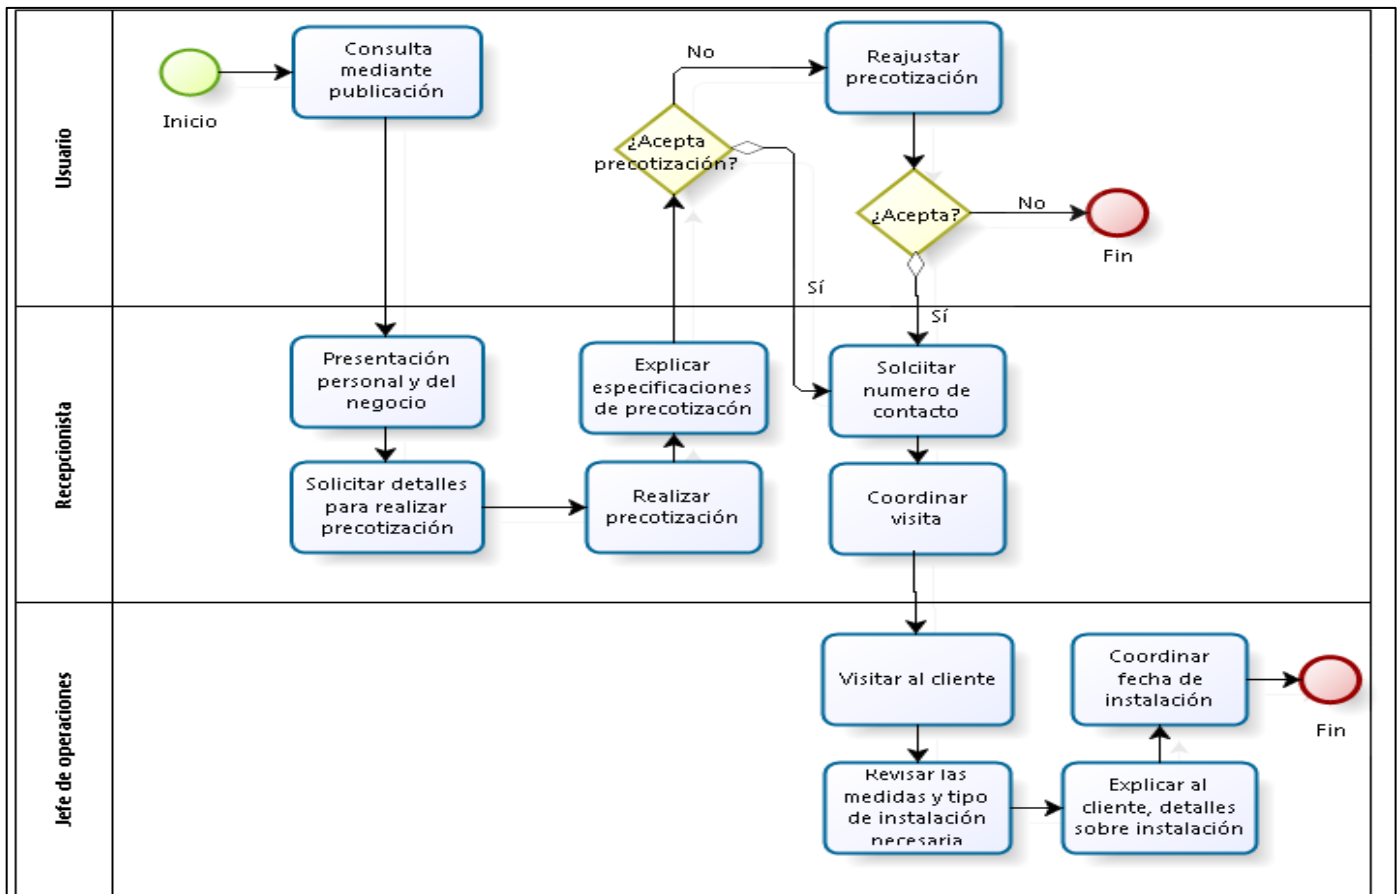 Usuario
Inicio
Consulta
mediante
publicación
¿Acepta
precotización?
No
Sí
Reajustar
precotización
¿Acepta?
No
Fin
Sí
Recepcionista
Presentación
personal y del
negocio
Solicitar detalles
para realizar
precotización
Realizar
precotización
Explicar
especificaciones
de precotizacón
Solciitar
numero de
contacto
Coordinar
visita
Jefe de operaciones
Visitar al cliente
Revisar las
medidas y tipo
de instalación
necesaria
Explicar al
cliente, detalles
sobre instalación
Coordinar
fecha de
instalación
Fin